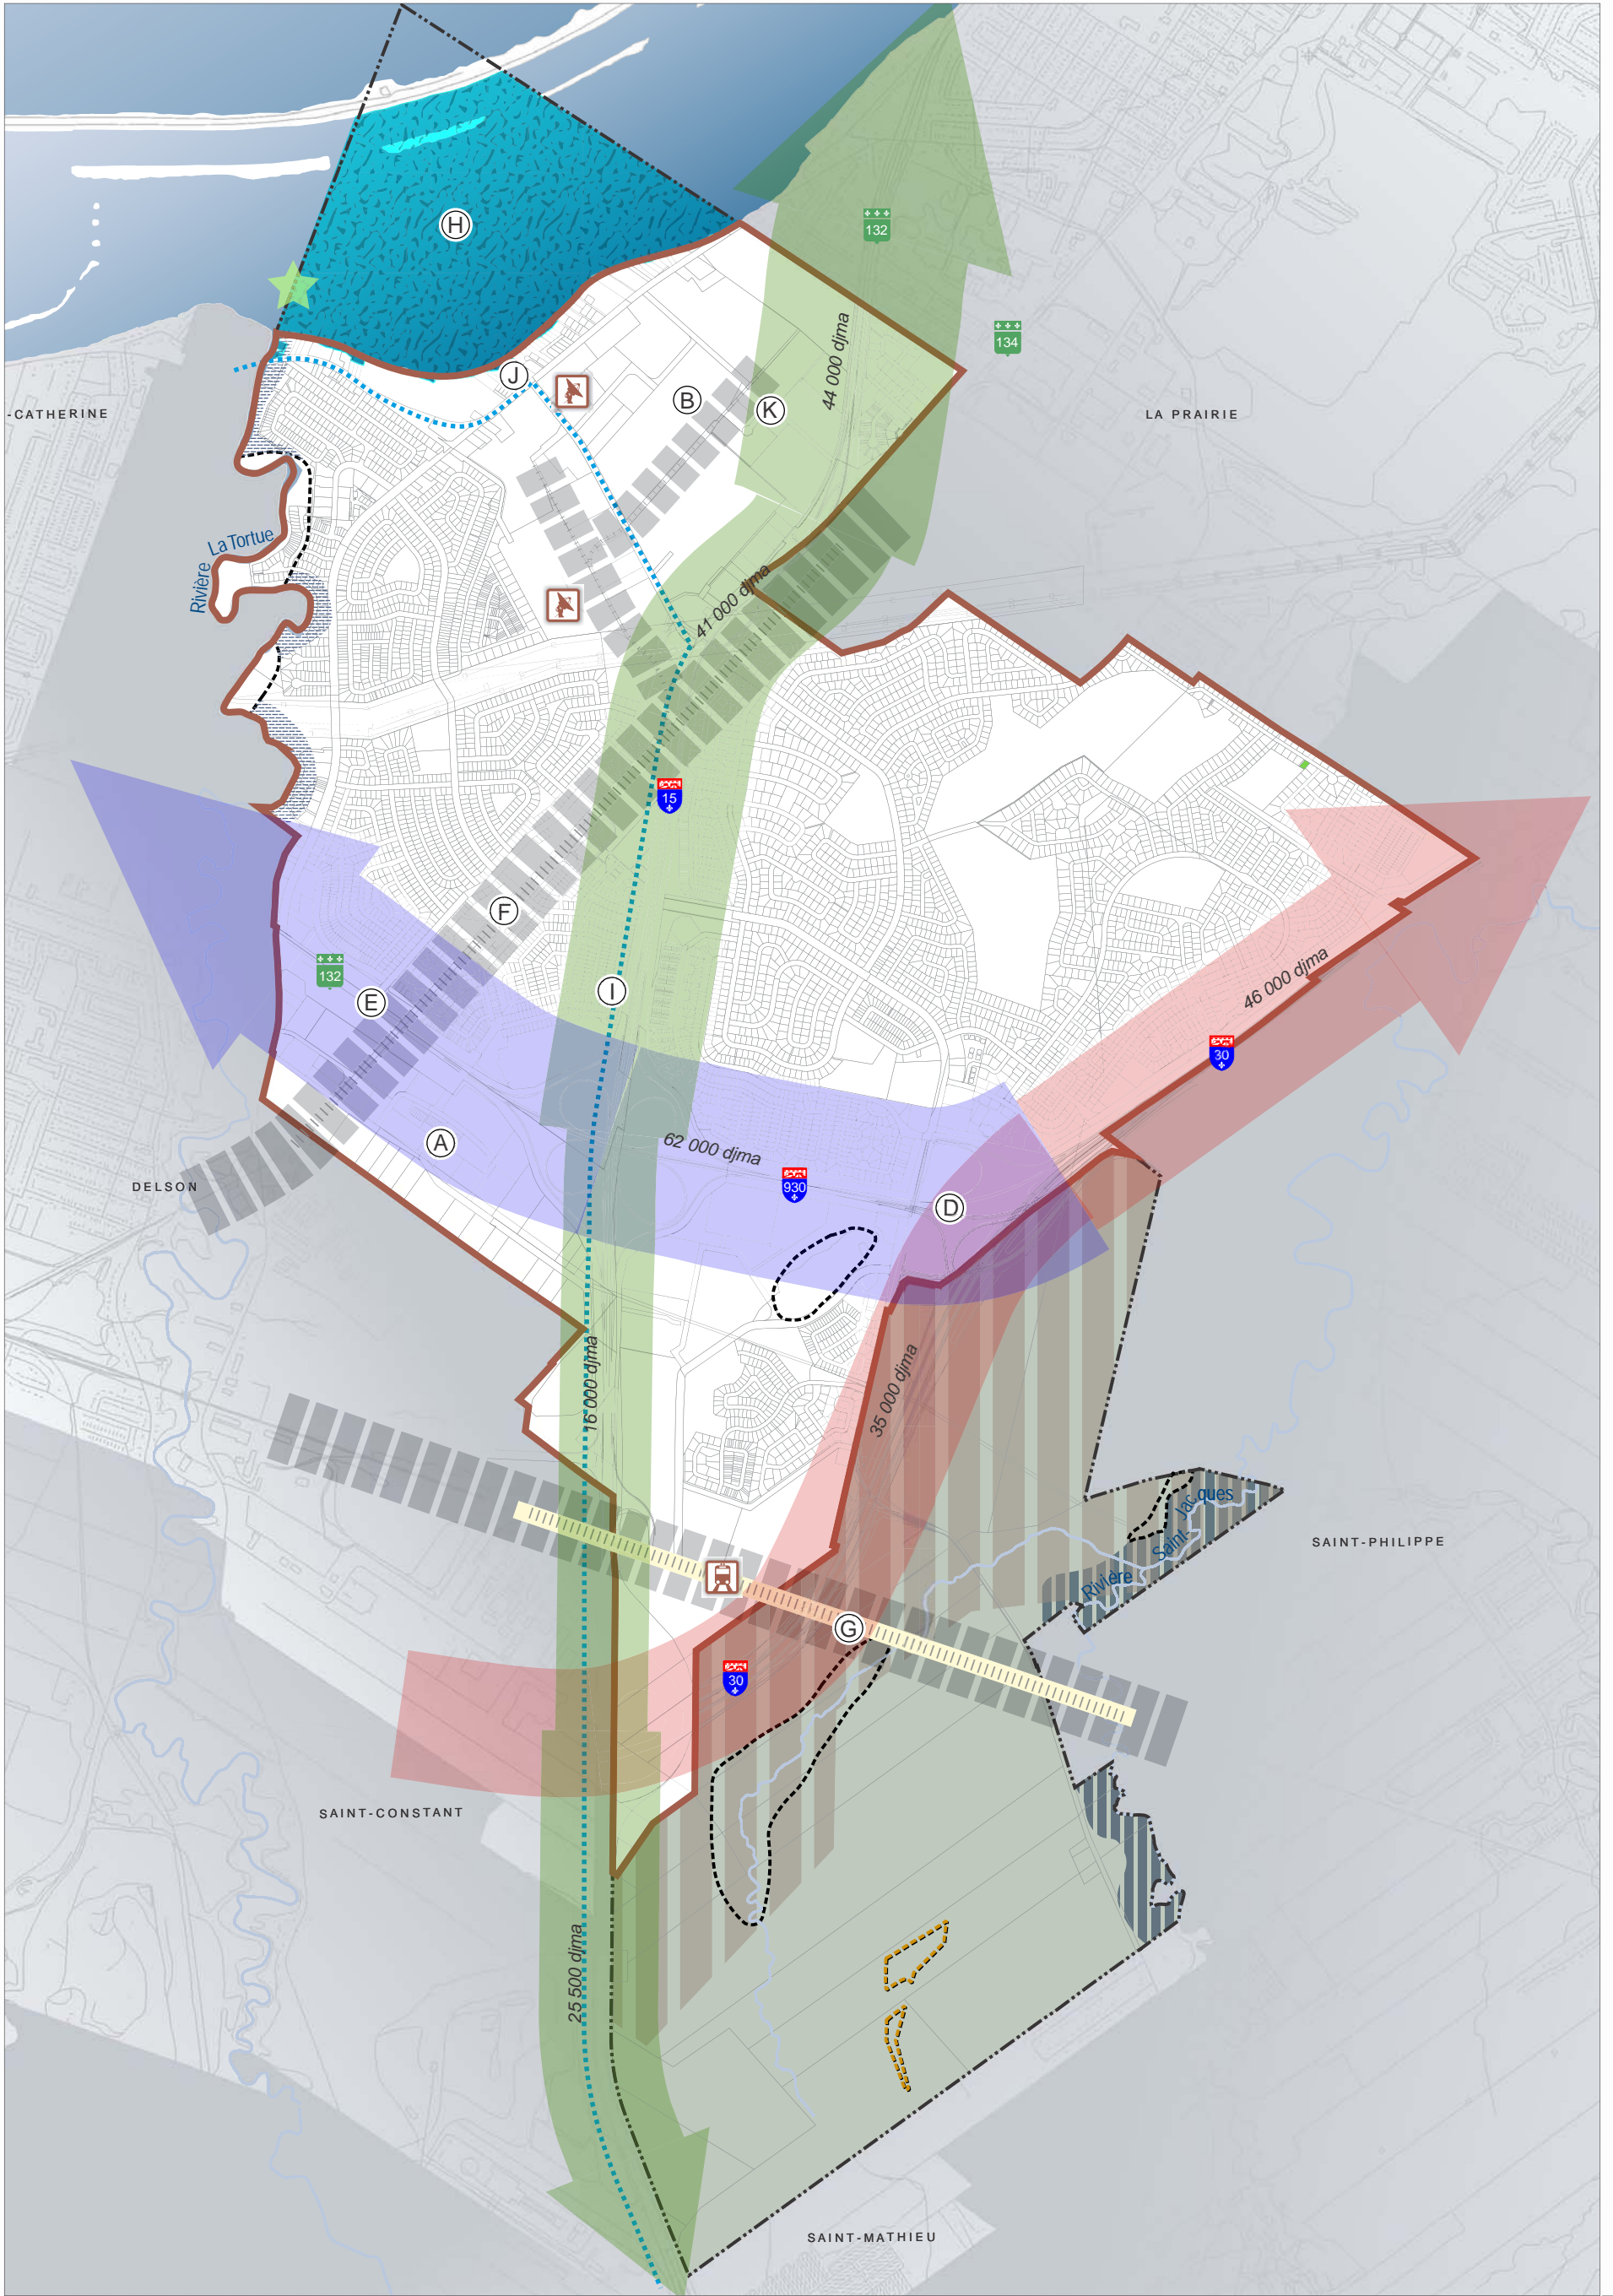 H
132
44 000 djma
134
J
-CATHERINE
B
K
LA PRAIRIE
Rivière
La Tortue
41 000 djma
15
F
132
E
I
46 000 djma
30
A
62 000 djma
DELSON
930
D
16 000 djma
35 000 djma
Rivière
Saint-
Jacques
SAINT-PHILIPPE
G
30
SAINT-CONSTANT
25 500 djma
SAINT-MATHIEU